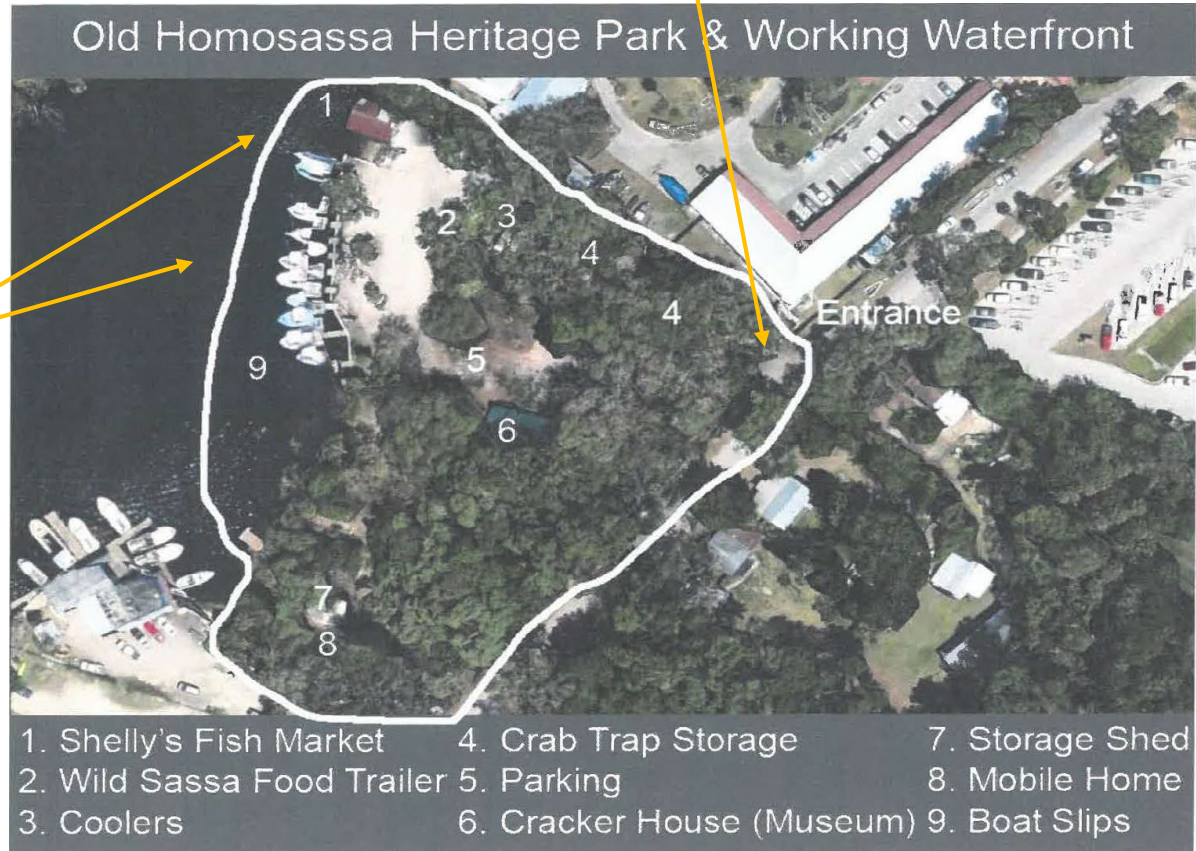 Old Homosassa Heritage Park & Working Waterfront
1
2
3
4
4
Entrance
5
9
6
7
8
1. Shelly's Fish Market
2. Wild Sassa Food Trailer
3. Coolers
4. Crab Trap Storage
5. Parking
6. Cracker House (Museum)
7. Storage Shed
8. Mobile Home
9. Boat Slips